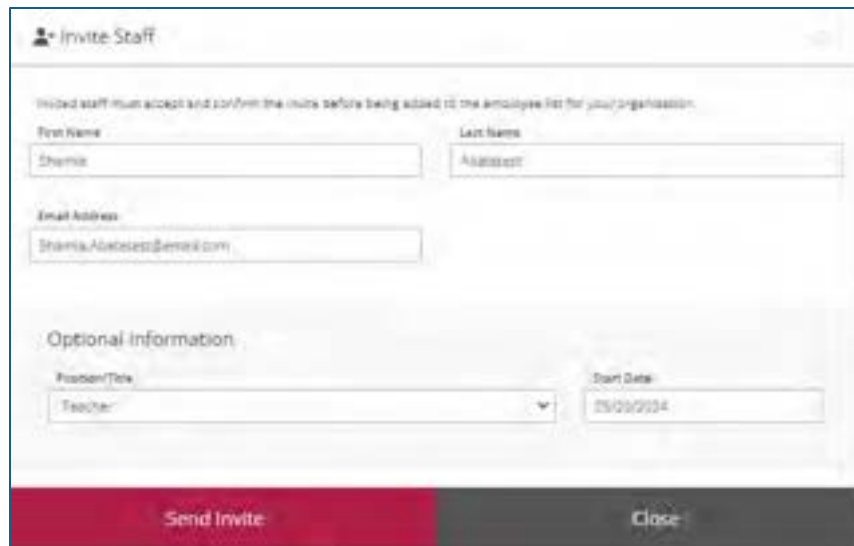 Invite Staff
Invited staff must accept and confirm the invite before being added to the employee list for your organization.
First Name
Last Name
Email Address
Optional Information
Position/Title
Start Date
Teacher
Send Invite
Close